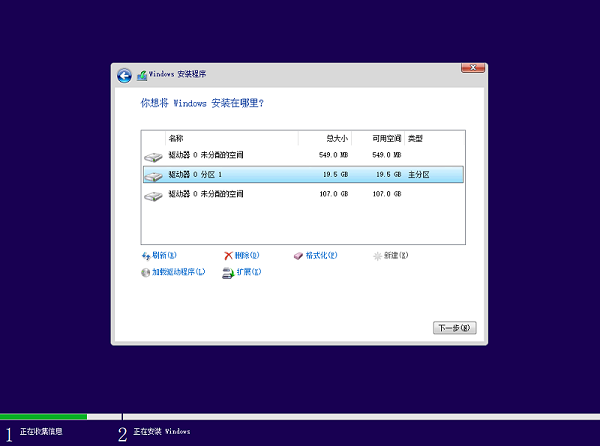 Windows 安装程序
你想将 Windows 安装在哪里?
名称 总大小 可用空间 类型
驱动器 0 未分配的空间 549.0 MB 549.0 MB
驱动器 0 分区 1 19.5 GB 19.5 GB 主分区
驱动器 0 未分配的空间 107.0 GB 107.0 GB
刷新(R) 删除(D) 格式化(F) 新建(E)
加载驱动程序(L) 扩展(X)
下一步(N)
1 正在收集信息 2 正在安装 Windows